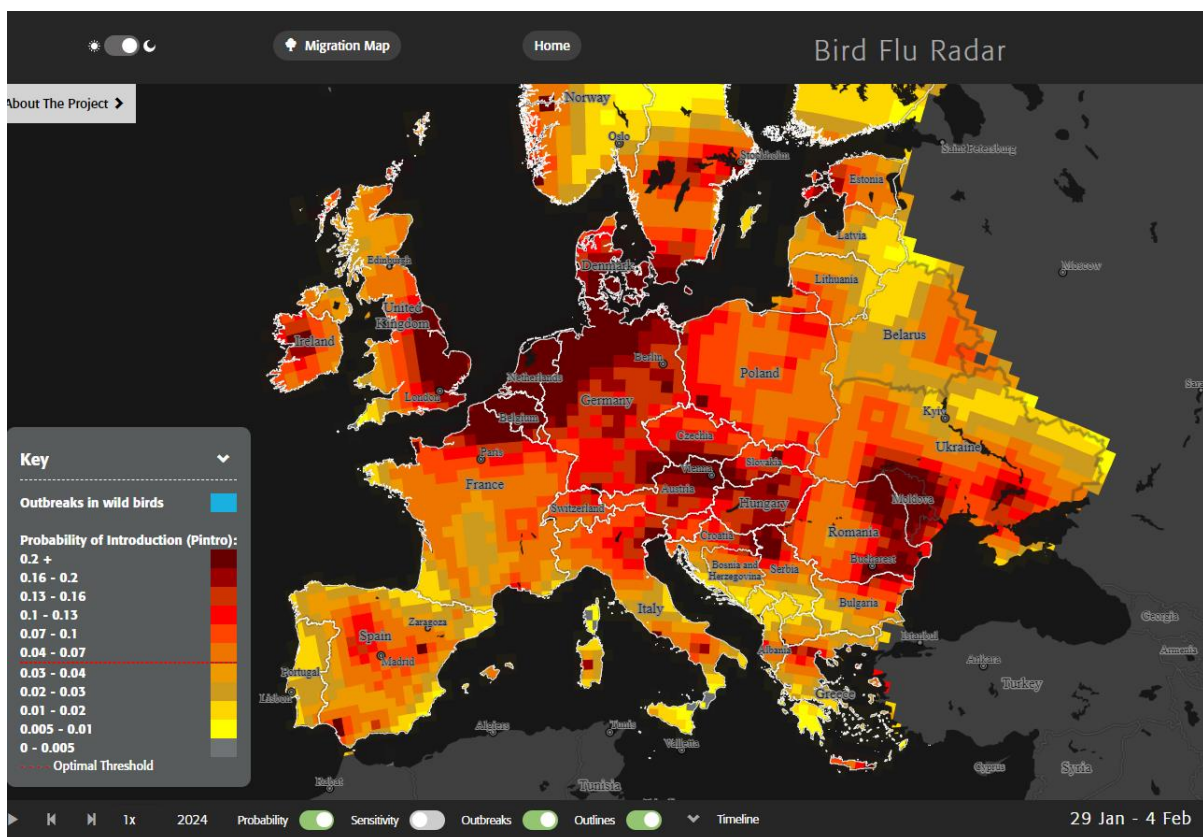 Migration Map
Home
Bird Flu Radar
About The Project
Norway
Oslo
Stockholm
Saint Petersburg
Estonia
Latvia
Moscow
Edinburgh
Denmark
Lithuania
United
Kingdom
Ireland
Belarus
Berlin
Netherlands
Poland
London
Germany
Belgium
Kyiv
Czechia
Ukraine
Paris
Slovakia
Vienna
France
Austria
Hungary
Moldova
Switzerland
Romania
Croatia
Bucharest
Bosnia and
Herzegovina
Serbia
Italy
Bulgaria
Zaragoza
Georgia
Spain
Istanbul
Albania
Armenia
Madrid
Ankara
Portugal
Greece
Turkey
Lisbon
Algiers
Tunis
Valletta
Cyprus
Syria
Rabat
Tunisia
Key
Outbreaks in wild birds
Probability of Introduction (Pintro):
0.2 +
0.16 - 0.2
0.13 - 0.16
0.1 - 0.13
0.07 - 0.1
0.04 - 0.07
0.03 - 0.04
0.02 - 0.03
0.01 - 0.02
0.005 - 0.01
0 - 0.005
Optimal Threshold
1x 2024 Probability Sensitivity Outbreaks Outlines Timeline 29 Jan - 4 Feb